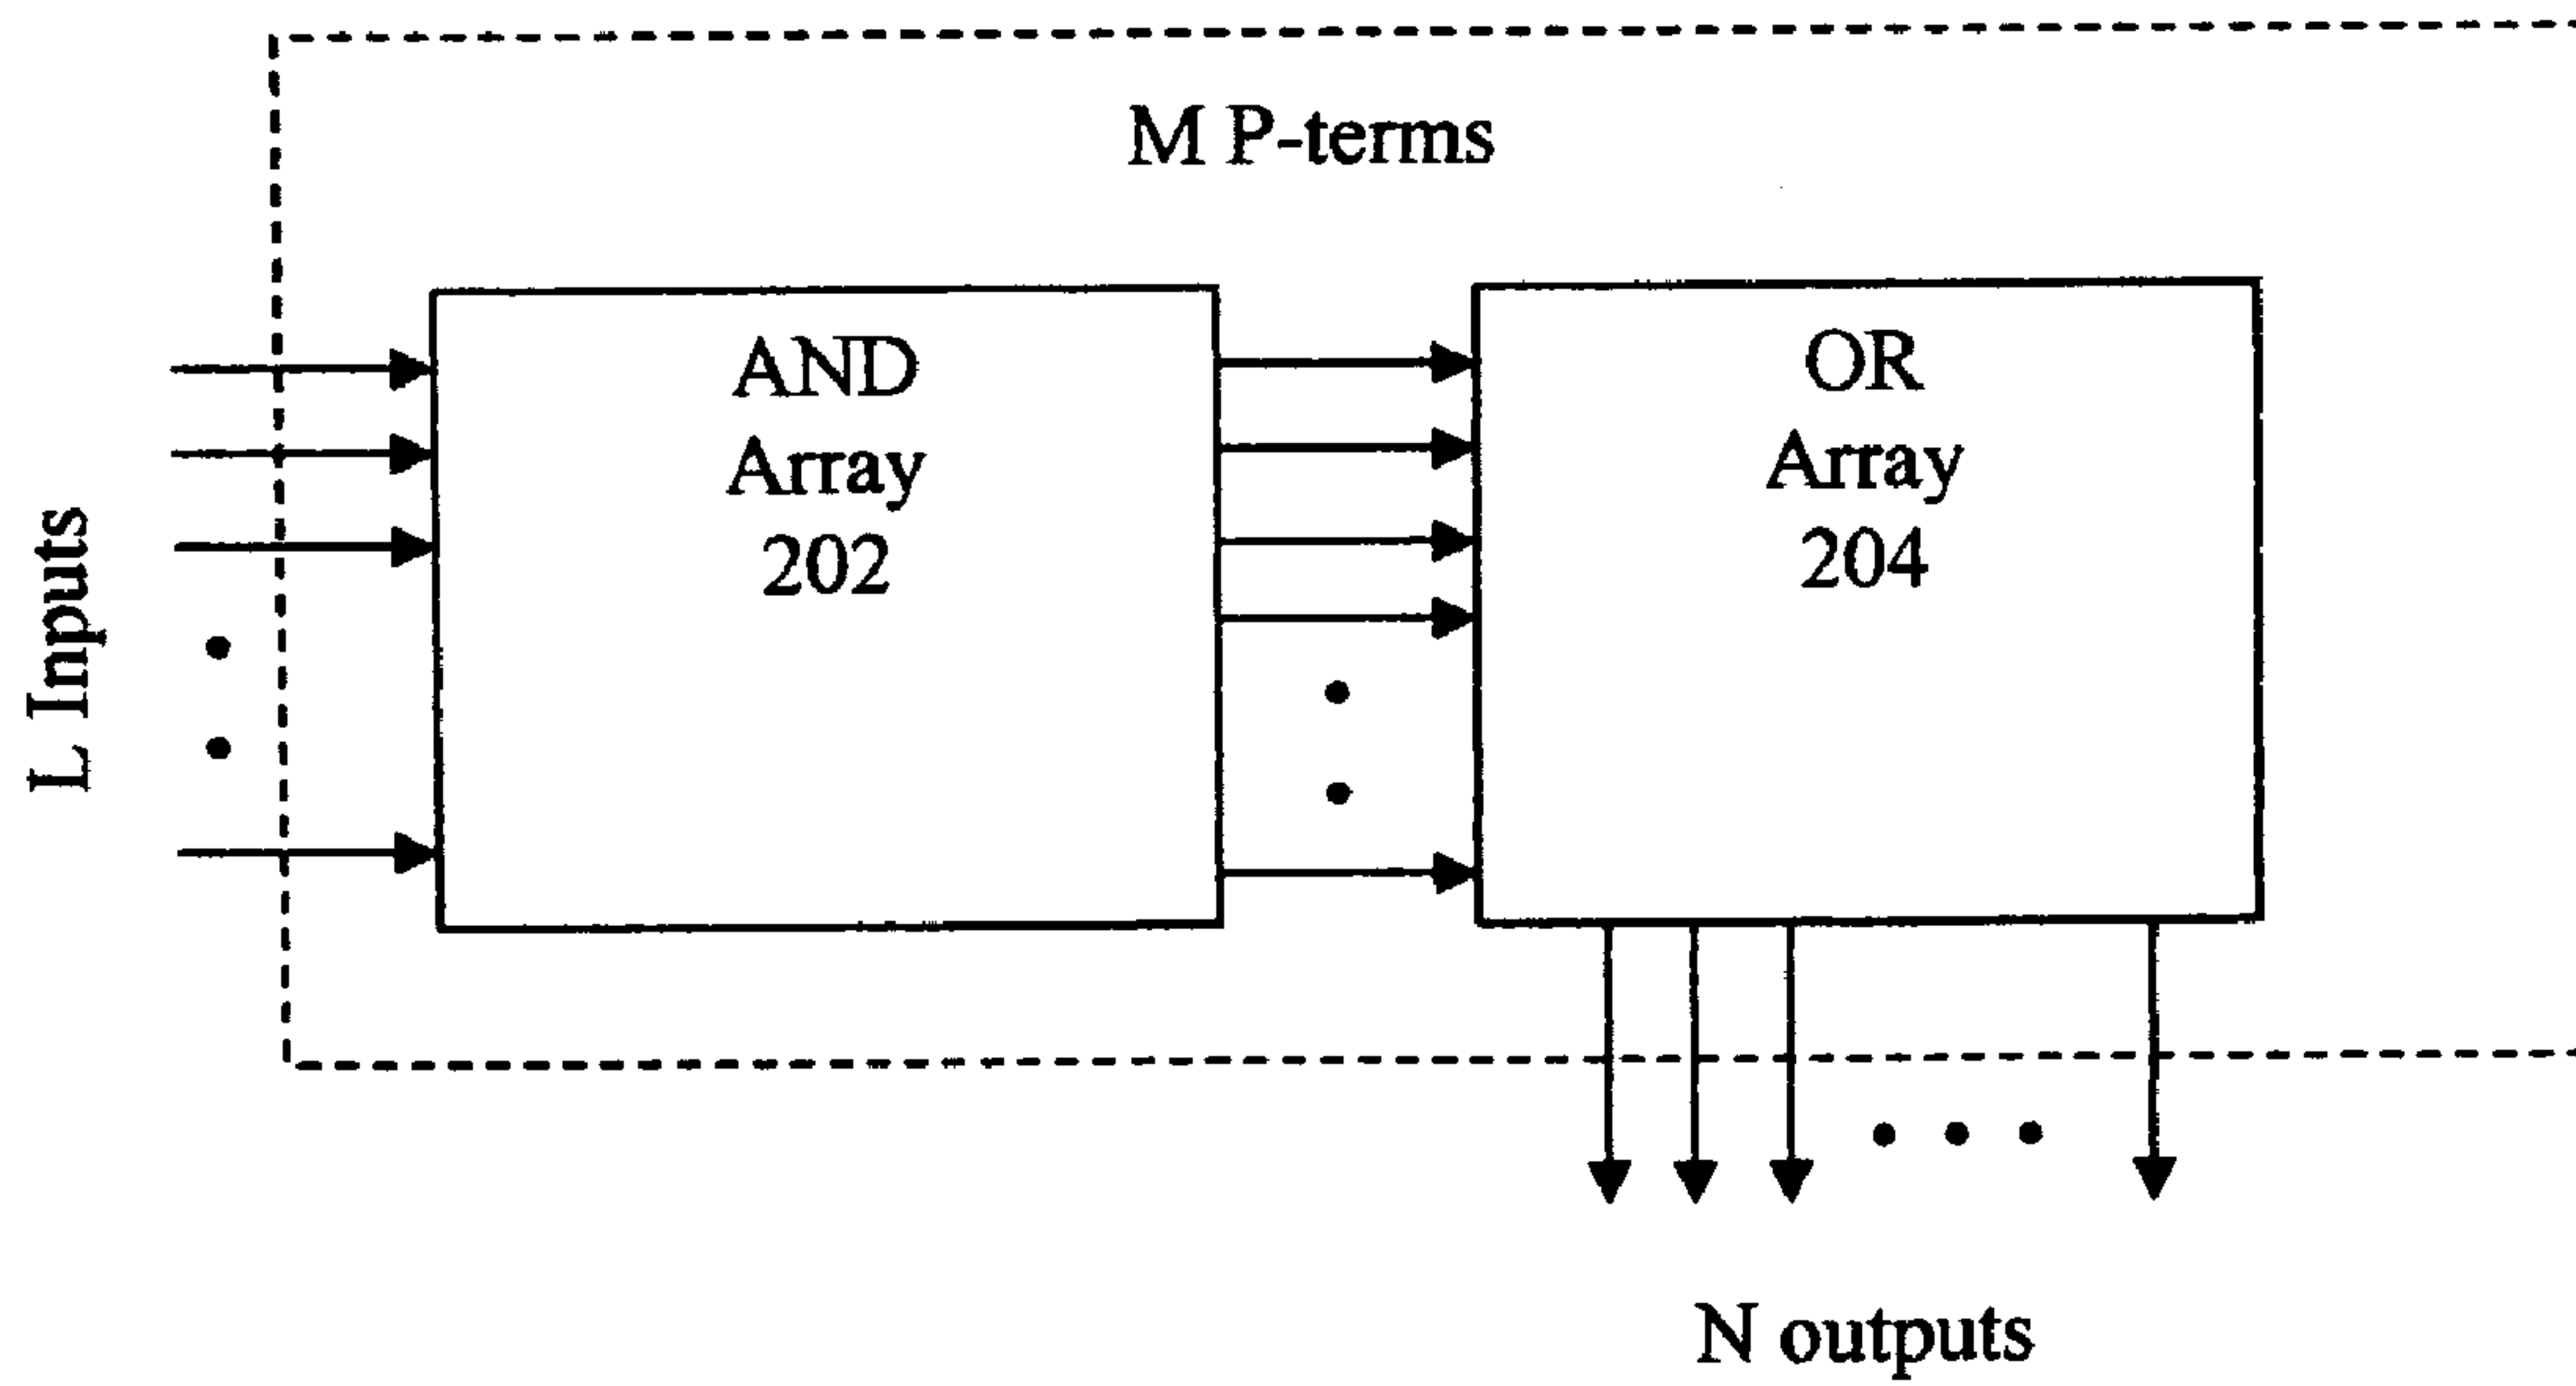 M P-terms
L Inputs
AND
Array
202
OR
Array
204
N outputs